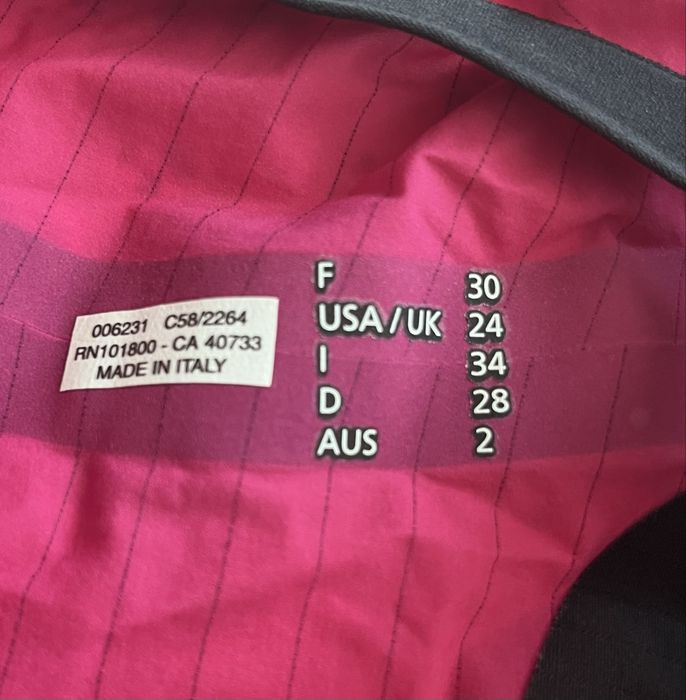 006231 C58/2264
RN101800 - CA 40733
MADE IN ITALY
F 30
USA/UK 24
I 34
D 28
AUS 2